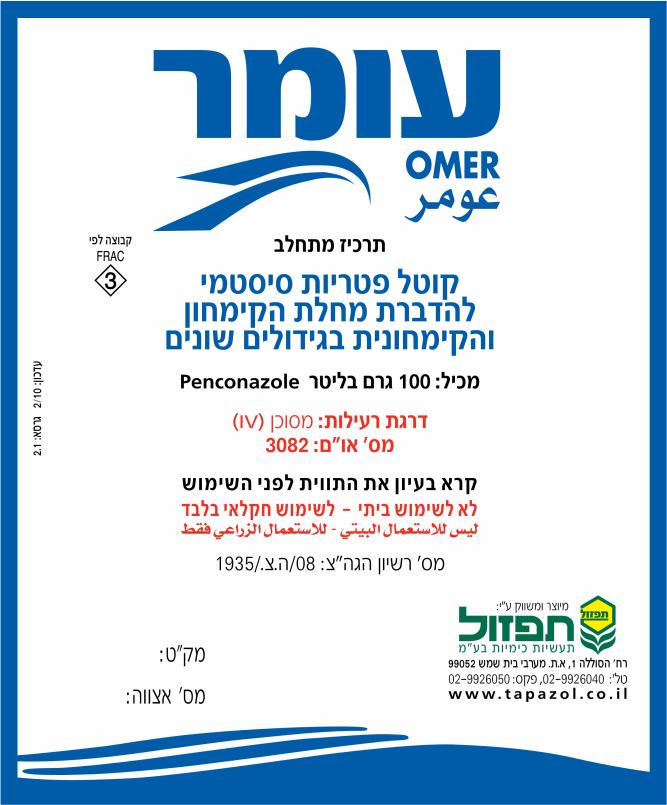 עומר
OMER
عومر
קבוצה לפי
FRAC
3
תרכיז מתחלב
קוטל פטריות סיסטמי
להדברת מחלת הקימחון
והקימחונית בגידולים שונים
מכיל: 100 גרם בליטר Penconazole
דרגת רעילות: מסוכן (IV)
מס' או"ם: 3082
עדכון: 2/10 גרסא: 2.1
קרא בעיון את התווית לפני השימוש
לא לשימוש ביתי - לשימוש חקלאי בלבד
ليس للاستعمال البيتي - للاستعمال الزراعي فقط
מס' רשיון הגה"צ: 08/ה.צ./1935
מיוצר ומשווק ע"י:
תפזול
תפזול
תעשיות כימיות בע"מ
רח' הסוללה 1, א.ת. מערבי בית שמש 99052
טל': 02-9926040, פקס: 02-9926050
www.tapazol.co.il
מק"ט:
מס' אצווה: